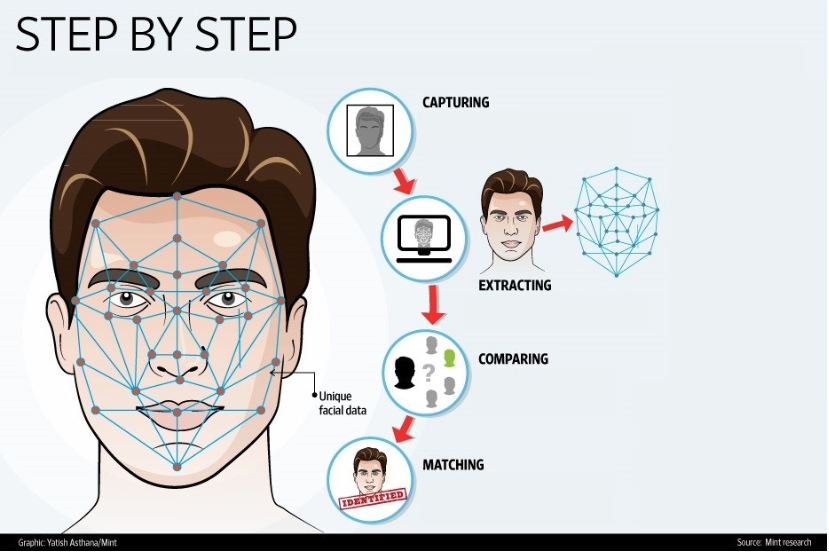 STEP BY STEP
CAPTURING
EXTRACTING
COMPARING
?
Unique
facial data
MATCHING
IDENTIFIED
Graphic: Yatish Asthana/Mint
Source: Mint research